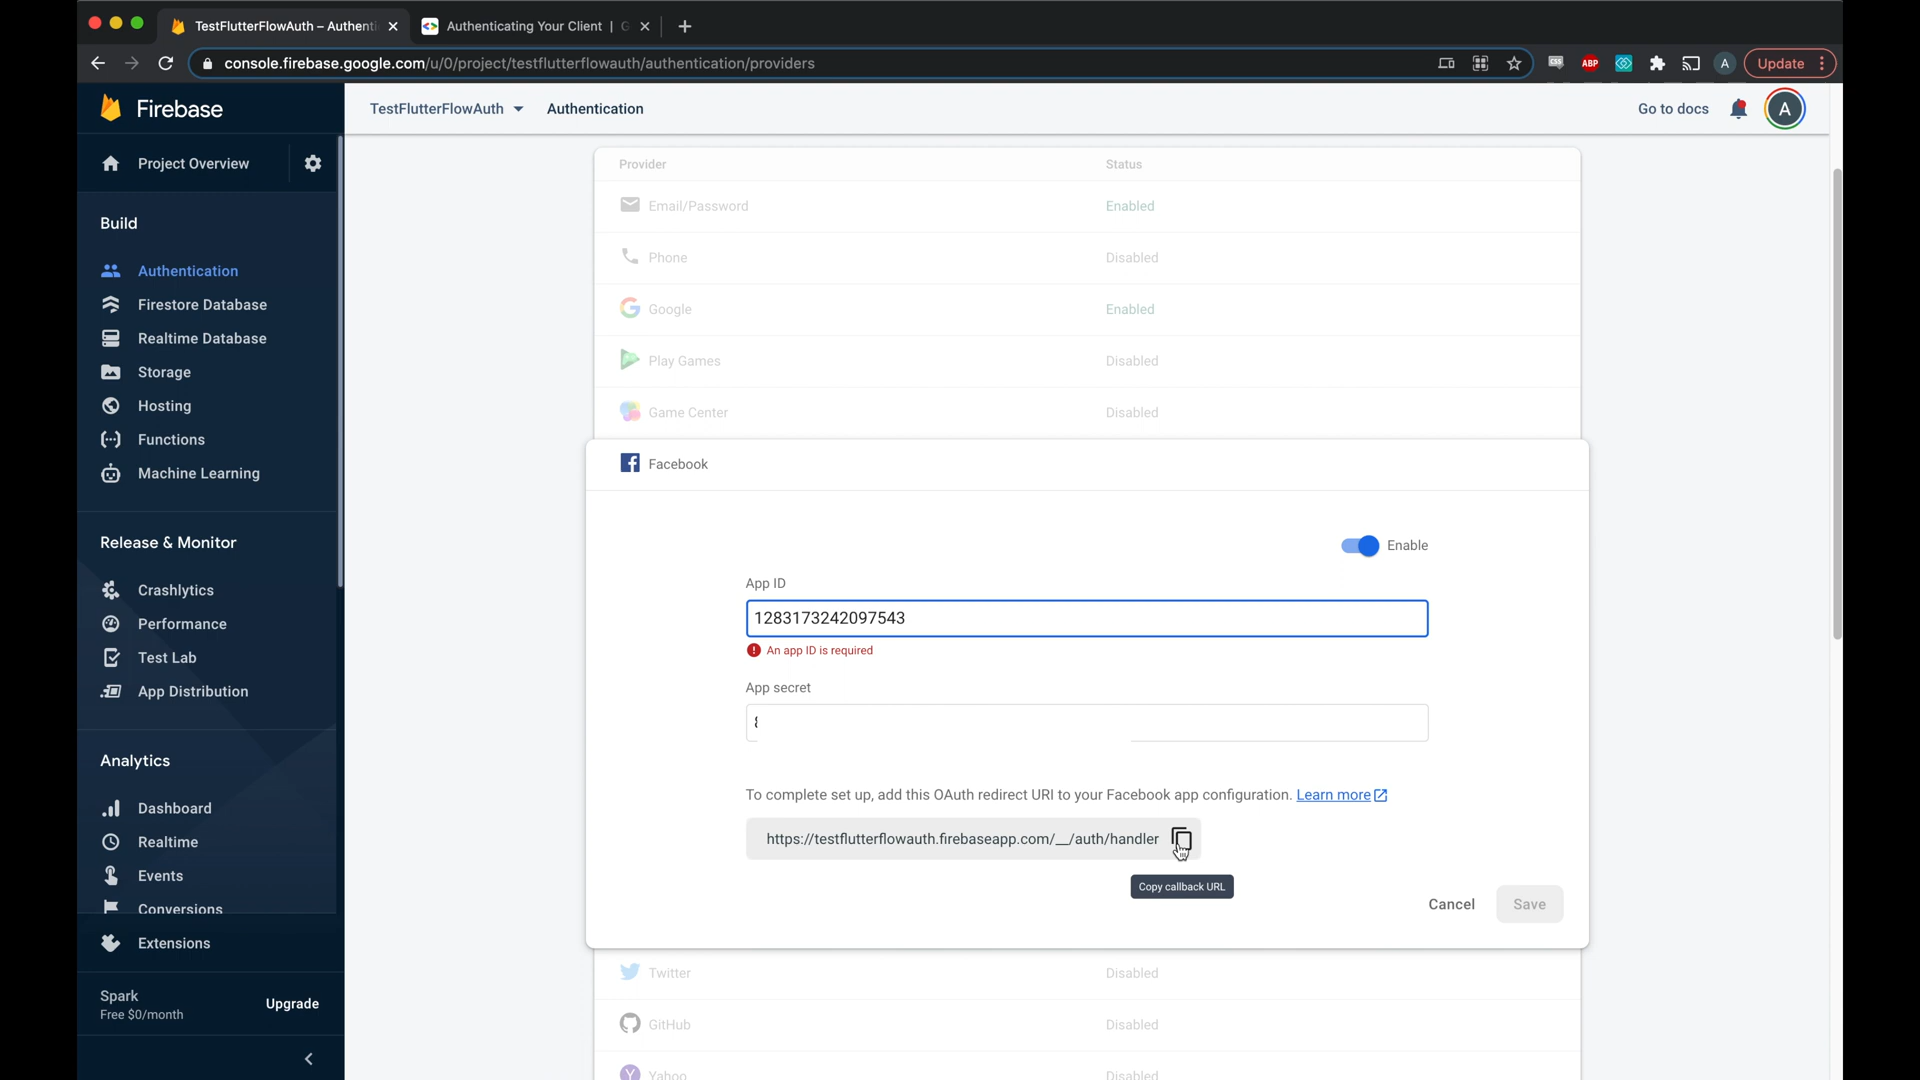 TestFlutterFlowAuth – Authenti
Authenticating Your Client |
console.firebase.google.com/u/0/project/testflutterflowauth/authentication/providers
CSS
ABP
A
Update
Firebase
TestFlutterFlowAuth
Authentication
Go to docs
A
Project Overview
Build
Authentication
Firestore Database
Realtime Database
Storage
Hosting
Functions
Machine Learning
Release & Monitor
Crashlytics
Performance
Test Lab
App Distribution
Analytics
Dashboard
Realtime
Events
Conversions
Extensions
Spark
Free $0/month
Upgrade
Provider Status
Email/Password Enabled
Phone Disabled
Google Enabled
Play Games Disabled
Game Center Disabled
Facebook
Enable
App ID
1283173242097543
An app ID is required
App secret
To complete set up, add this OAuth redirect URI to your Facebook app configuration. Learn more
https://testflutterflowauth.firebaseapp.com/__/auth/handler
Copy callback URL
Cancel
Save
Twitter Disabled
GitHub Disabled
Yahoo Disabled